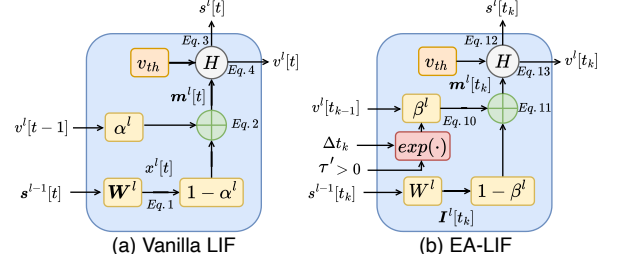 s^l[t]
Eq.3
v_th
H
Eq.4
v^l[t]
m^l[t]
v^l[t−1]
α^l
Eq.2
x^l[t]
s^{l−1}[t]
W^l
Eq.1
1 − α^l
(a) Vanilla LIF
s^l[t_k]
Eq.12
v_th
H
Eq.13
v^l[t_k]
m^l[t_k]
v^l[t_{k−1}]
β^l
Eq.10
Eq.11
Δt_k
exp(·)
τ′ > 0
s^{l−1}[t_k]
W^l
1 − β^l
I^l[t_k]
(b) EA-LIF